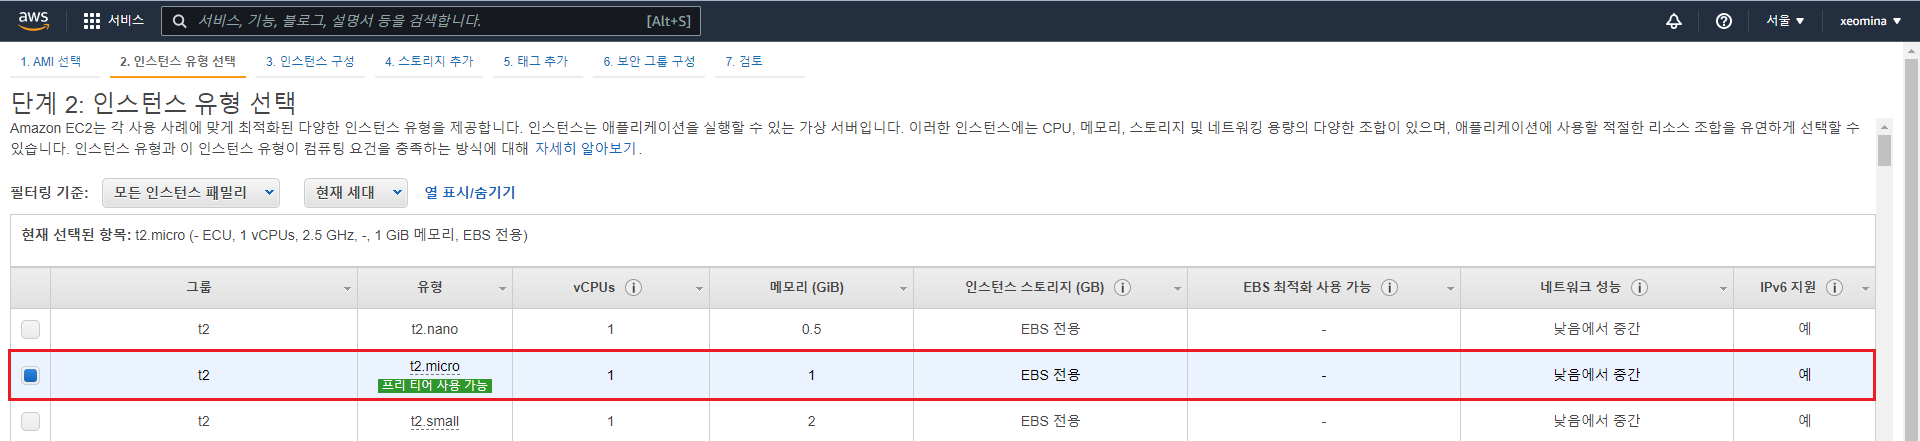 aws 서비스 서비스, 기능, 블로그, 설명서 등을 검색합니다. [Alt+S] 서울 xeomina
1. AMI 선택 2. 인스턴스 유형 선택 3. 인스턴스 구성 4. 스토리지 추가 5. 태그 추가 6. 보안 그룹 구성 7. 검토
단계 2: 인스턴스 유형 선택
Amazon EC2는 각 사용 사례에 맞게 최적화된 다양한 인스턴스 유형을 제공합니다. 인스턴스는 애플리케이션을 실행할 수 있는 가상 서버입니다. 이러한 인스턴스에는 CPU, 메모리, 스토리지 및 네트워킹 용량의 다양한 조합이 있으며, 애플리케이션에 사용할 적절한 리소스 조합을 유연하게 선택할 수
있습니다. 인스턴스 유형과 이 인스턴스 유형이 컴퓨팅 요건을 충족하는 방식에 대해 자세히 알아보기.
필터링 기준: 모든 인스턴스 패밀리 현재 세대 열 표시/숨기기
현재 선택된 항목: t2.micro (- ECU, 1 vCPUs, 2.5 GHz, -, 1 GiB 메모리, EBS 전용)
그룹 유형 vCPUs 메모리 (GiB) 인스턴스 스토리지 (GB) EBS 최적화 사용 가능 네트워크 성능 IPv6 지원
t2 t2.nano 1 0.5 EBS 전용 - 낮음에서 중간 예
t2 t2.micro 1 1 EBS 전용 - 낮음에서 중간 예
프리 티어 사용 가능
t2 t2.small 1 2 EBS 전용 - 낮음에서 중간 예